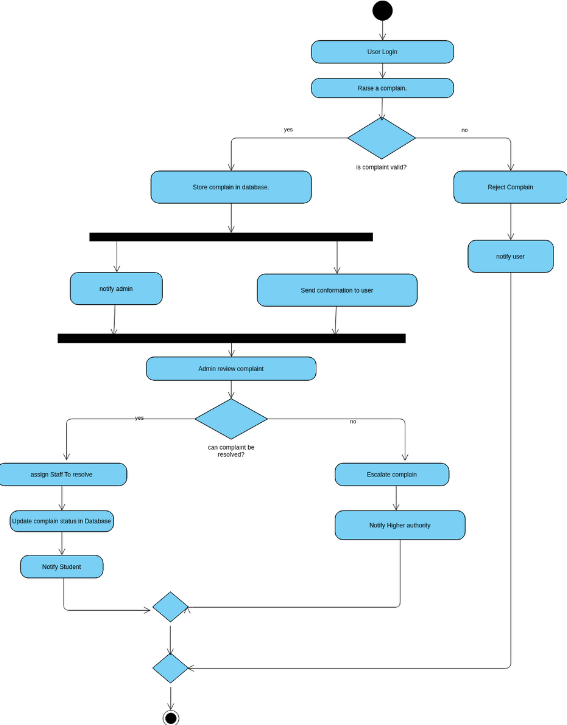 User Login
Raise a complain.
yes
no
is complaint valid?
Store complain in database.
Reject Complain
notify user
notify admin
Send conformation to user
Admin review complaint
yes
no
can complaint be
resolved?
assign Staff To resolve
Escalate complain
Update complain status in Database
Notify Higher authority
Notify Student